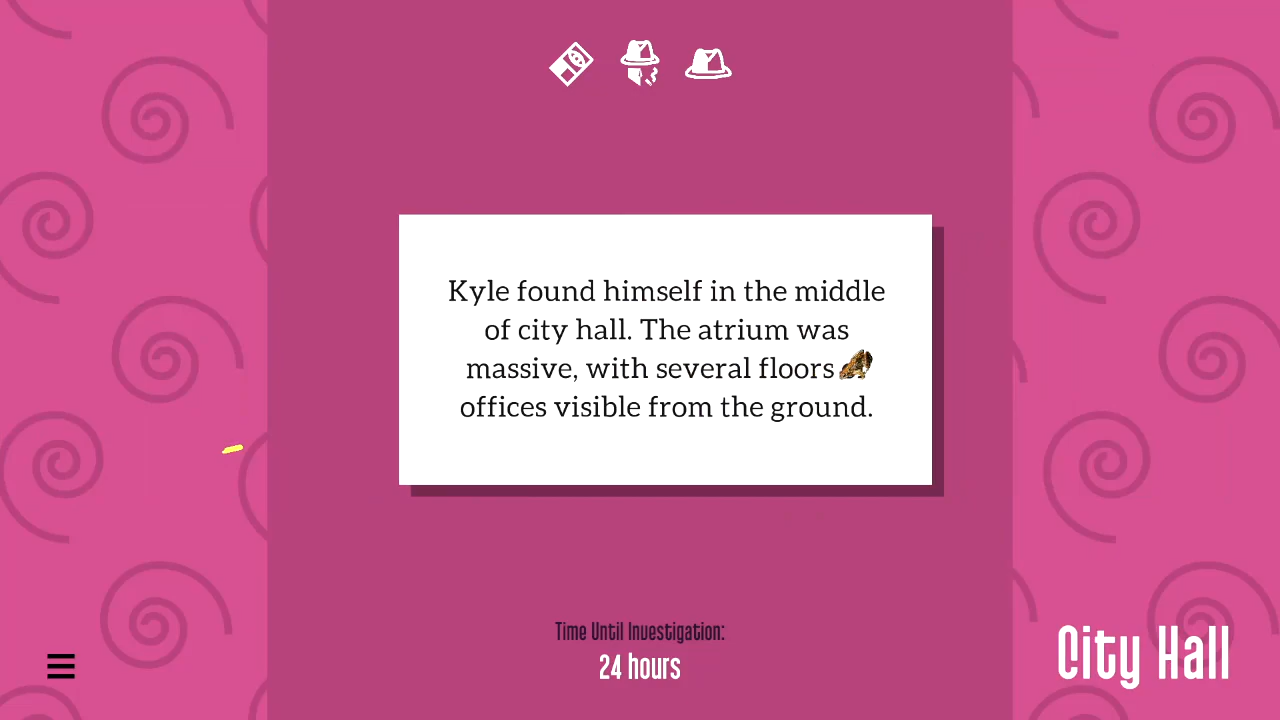 Kyle found himself in the middle
of city hall. The atrium was
massive, with several floors
offices visible from the ground.
Time Until Investigation:
24 hours
City Hall